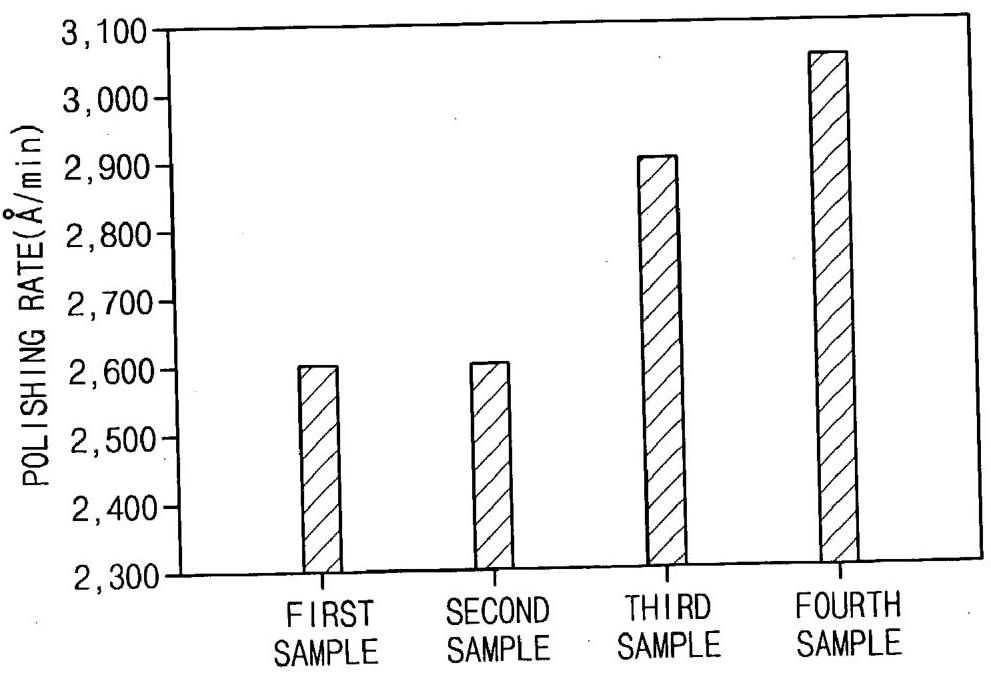 3,100
3,000
2,900
2,800
2,700
2,600
2,500
2,400
2,300
POLISHING RATE(Å/min)
FIRST SAMPLE
SECOND SAMPLE
THIRD SAMPLE
FOURTH SAMPLE